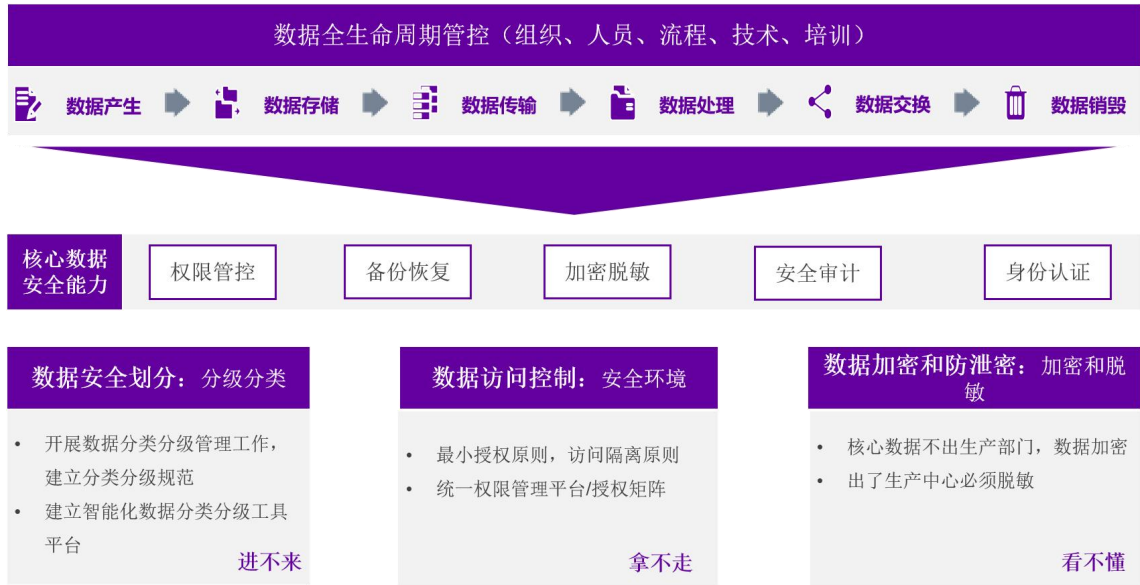 数据全生命周期管控（组织、人员、流程、技术、培训）
数据产生 数据存储 数据传输 数据处理 数据交换 数据销毁
核心数据
安全能力
权限管控 备份恢复 加密脱敏 安全审计 身份认证
数据安全划分：分级分类
• 开展数据分类分级管理工作，
建立分类分级规范
• 建立智能化数据分类分级工具
平台
进不来
数据访问控制：安全环境
• 最小授权原则，访问隔离原则
• 统一权限管理平台/授权矩阵
拿不走
数据加密和防泄密：加密和脱
敏
• 核心数据不出生产部门，数据加密
• 出了生产中心必须脱敏
看不懂